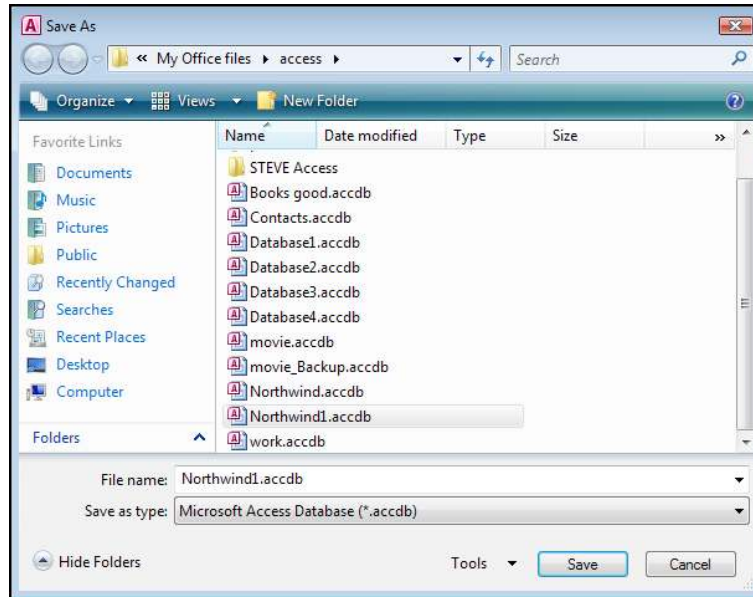 Save As
« My Office files access
Search
Organize Views New Folder
Favorite Links
Documents
Music
Pictures
Public
Recently Changed
Searches
Recent Places
Desktop
Computer
Folders
Name Date modified Type Size »
STEVE Access
Books good.accdb
Contacts.accdb
Database1.accdb
Database2.accdb
Database3.accdb
Database4.accdb
movie.accdb
movie_Backup.accdb
Northwind.accdb
Northwind1.accdb
work.accdb
File name: Northwind1.accdb
Save as type: Microsoft Access Database (*.accdb)
Hide Folders Tools Save Cancel